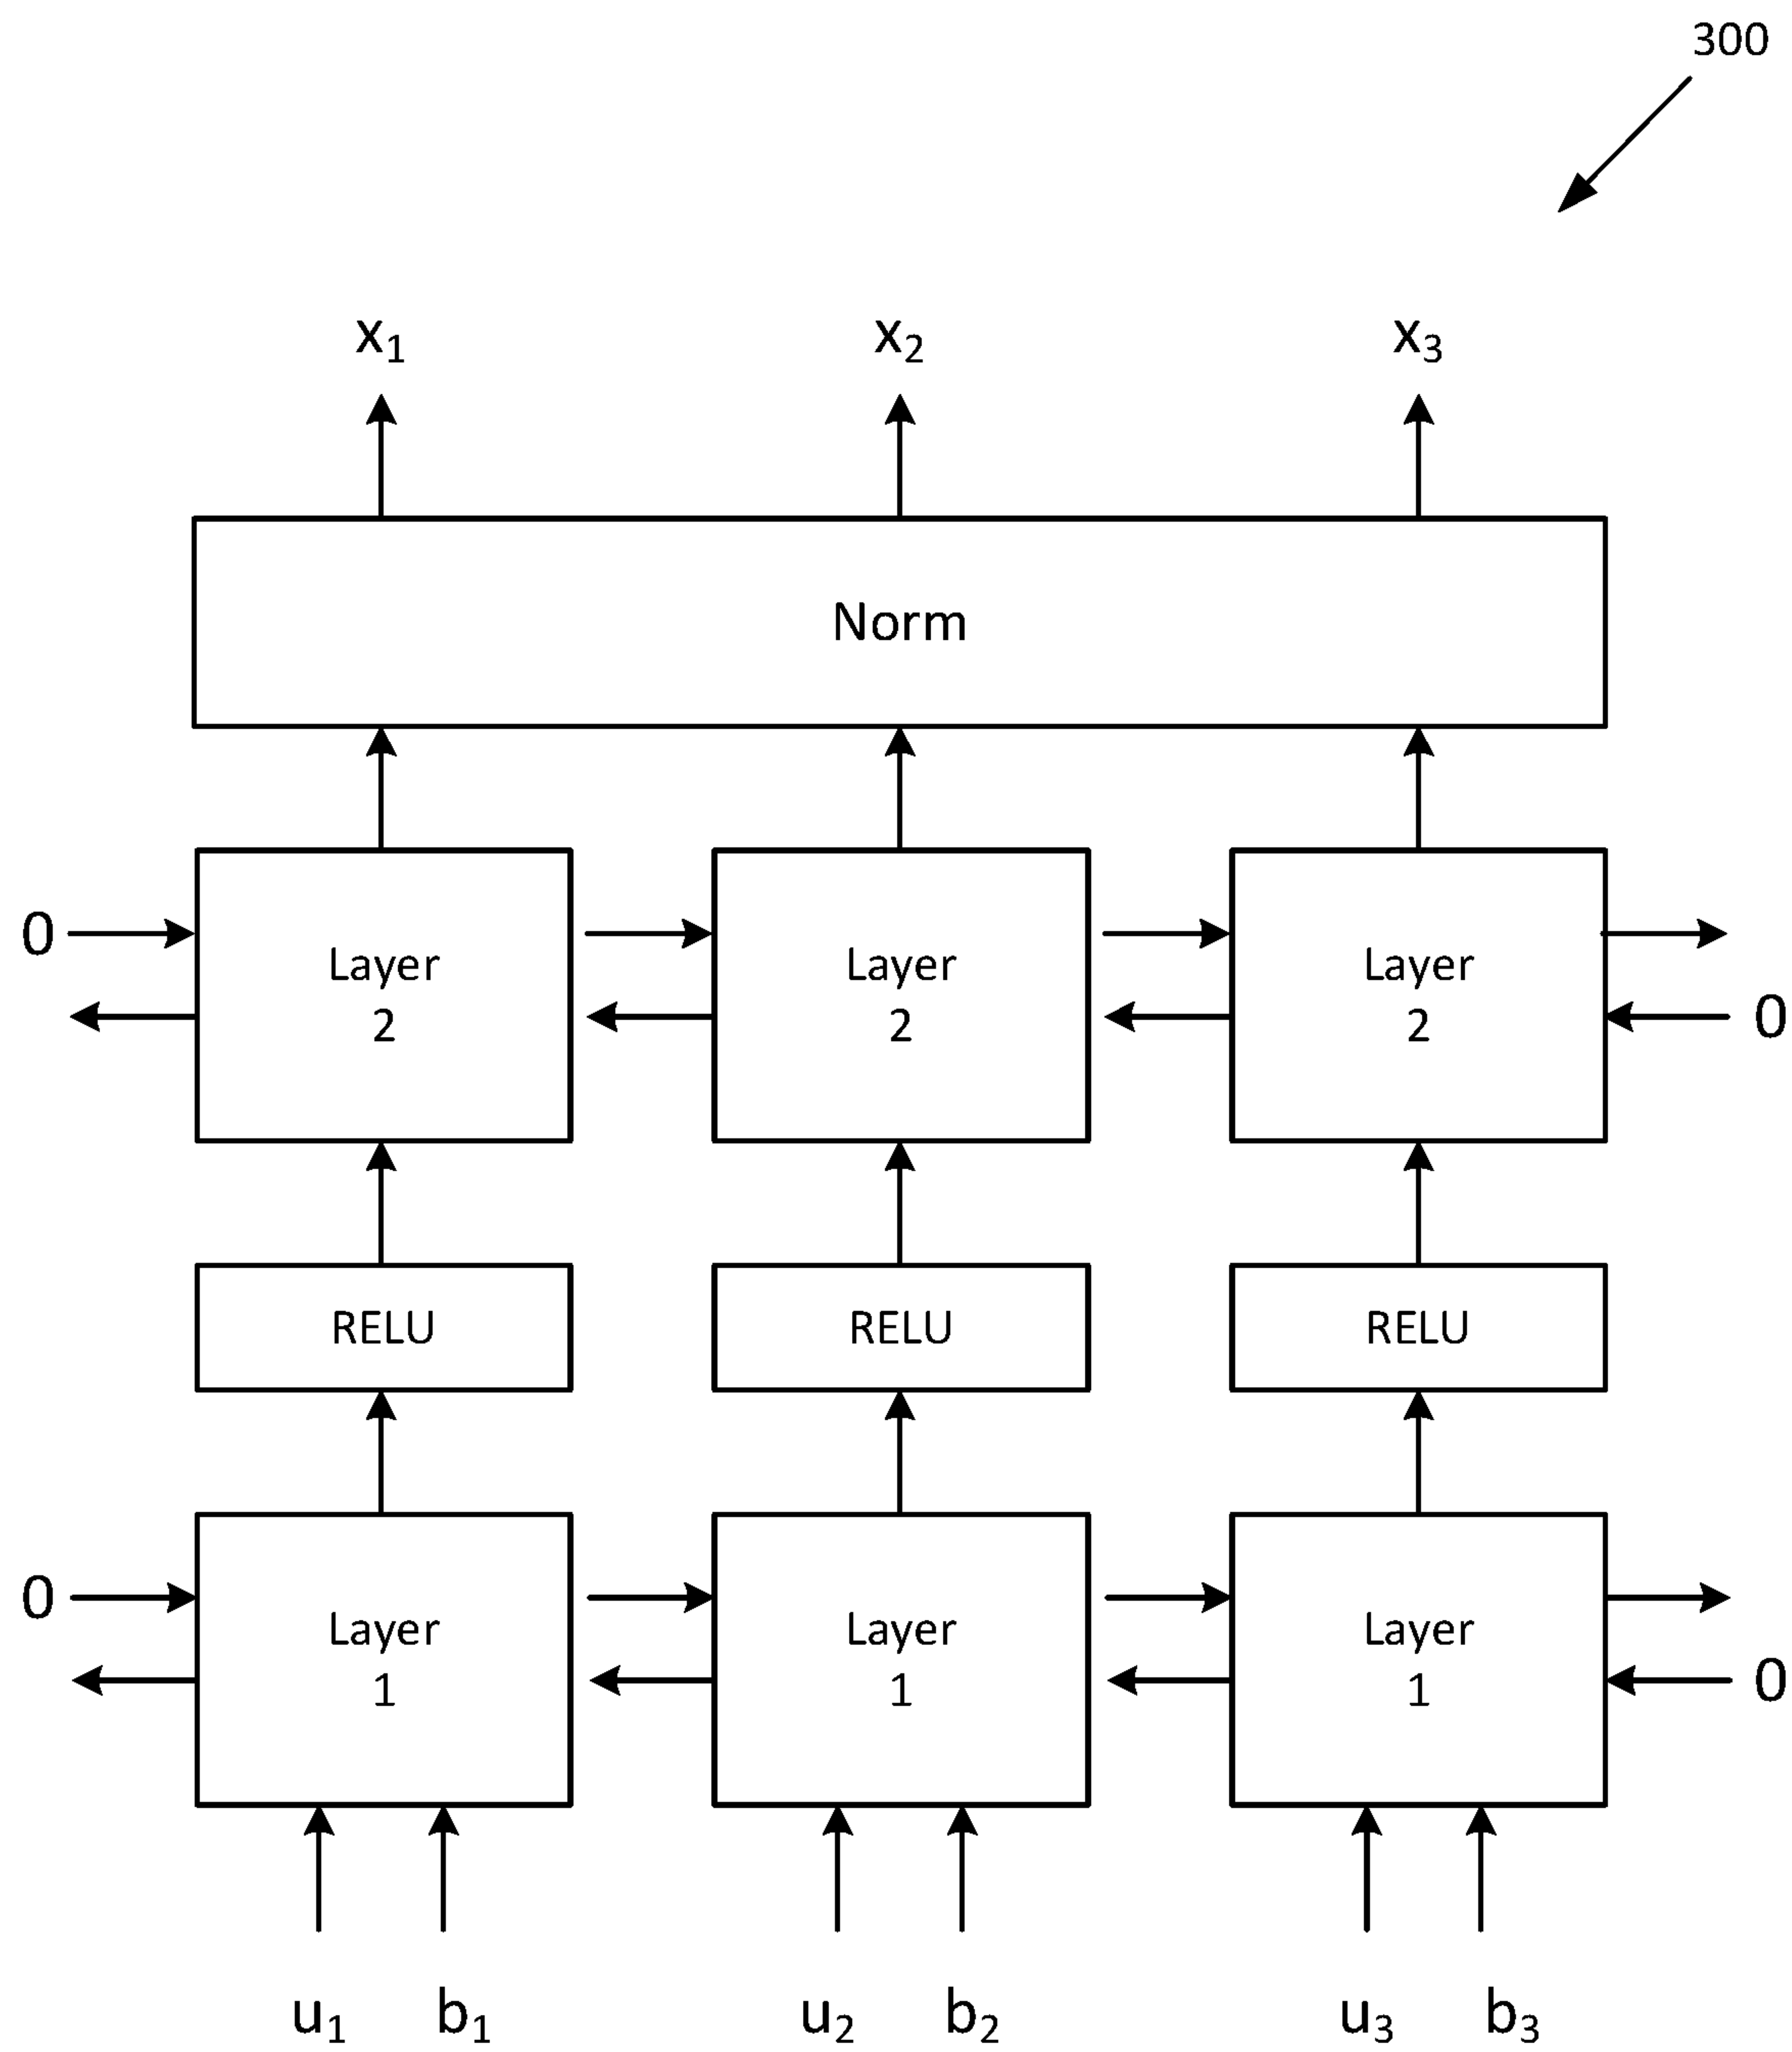 300
x₁ x₂ x₃
Norm
0 Layer 2 Layer 2 Layer 2 0
RELU RELU RELU
0 Layer 1 Layer 1 Layer 1 0
u₁ b₁ u₂ b₂ u₃ b₃